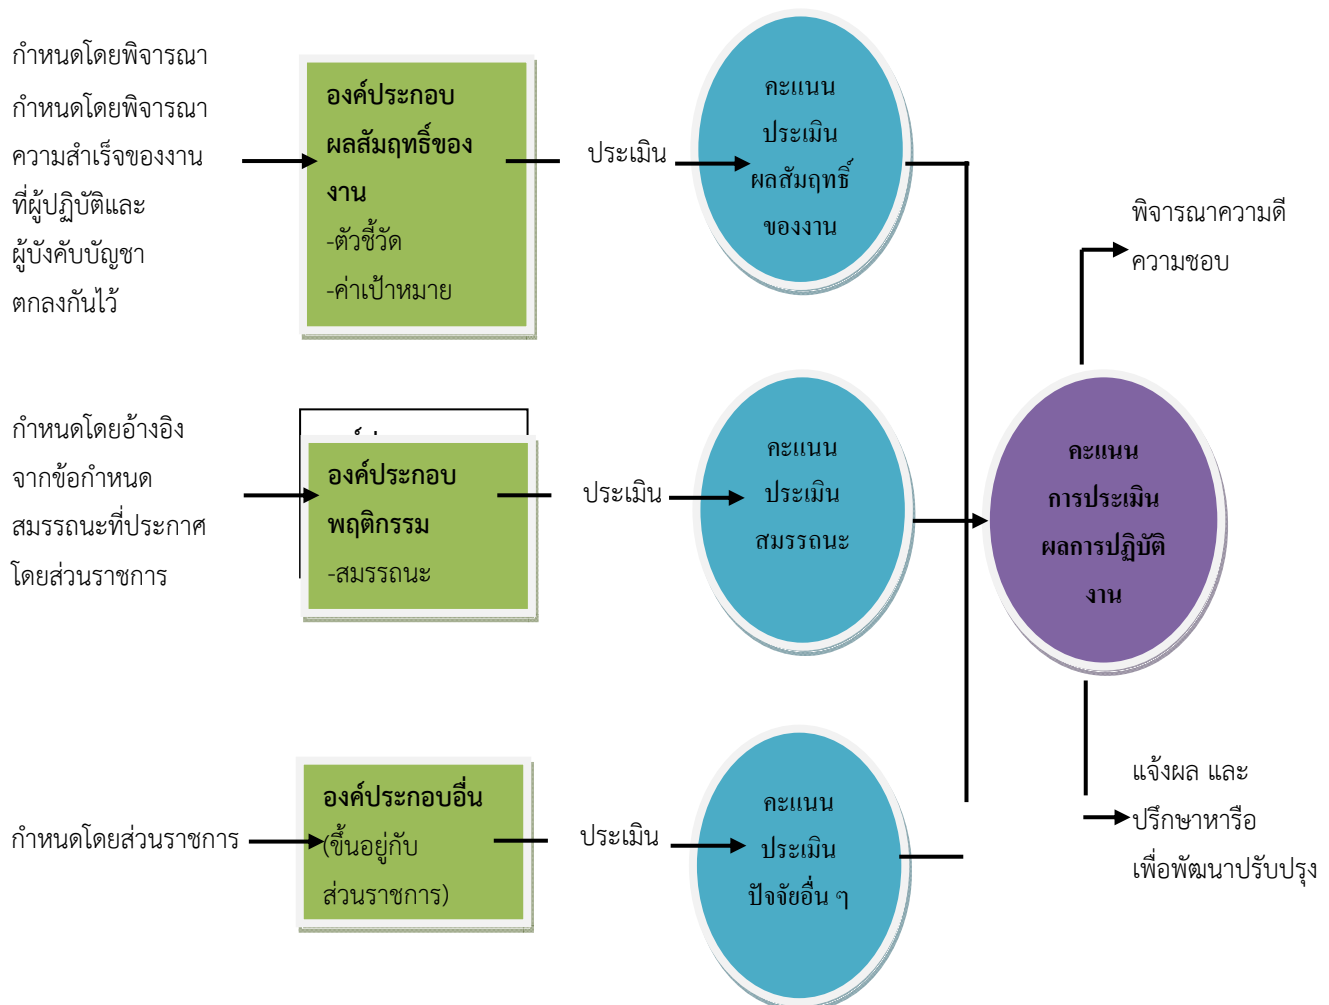 กำหนดโดยพิจารณา
กำหนดโดยพิจารณา
ความสำเร็จของงาน
ที่ผู้ปฏิบัติและ
ผู้บังคับบัญชา
ตกลงกันไว้
องค์ประกอบ
ผลสัมฤทธิ์ของ
งาน
-ตัวชี้วัด
-ค่าเป้าหมาย
ประเมิน
คะแนน
ประเมิน
ผลสัมฤทธิ์
ของงาน
กำหนดโดยอ้างอิง
จากข้อกำหนด
สมรรถนะที่ประกาศ
โดยส่วนราชการ
องค์ประกอบ
พฤติกรรม
-สมรรถนะ
ประเมิน
คะแนน
ประเมิน
สมรรถนะ
กำหนดโดยส่วนราชการ
องค์ประกอบอื่น
(ขึ้นอยู่กับ
ส่วนราชการ)
ประเมิน
คะแนน
ประเมิน
ปัจจัยอื่น ๆ
คะแนน
การประเมิน
ผลการปฏิบัติ
งาน
พิจารณาความดี
ความชอบ
แจ้งผล และ
ปรึกษาหารือ
เพื่อพัฒนาปรับปรุง